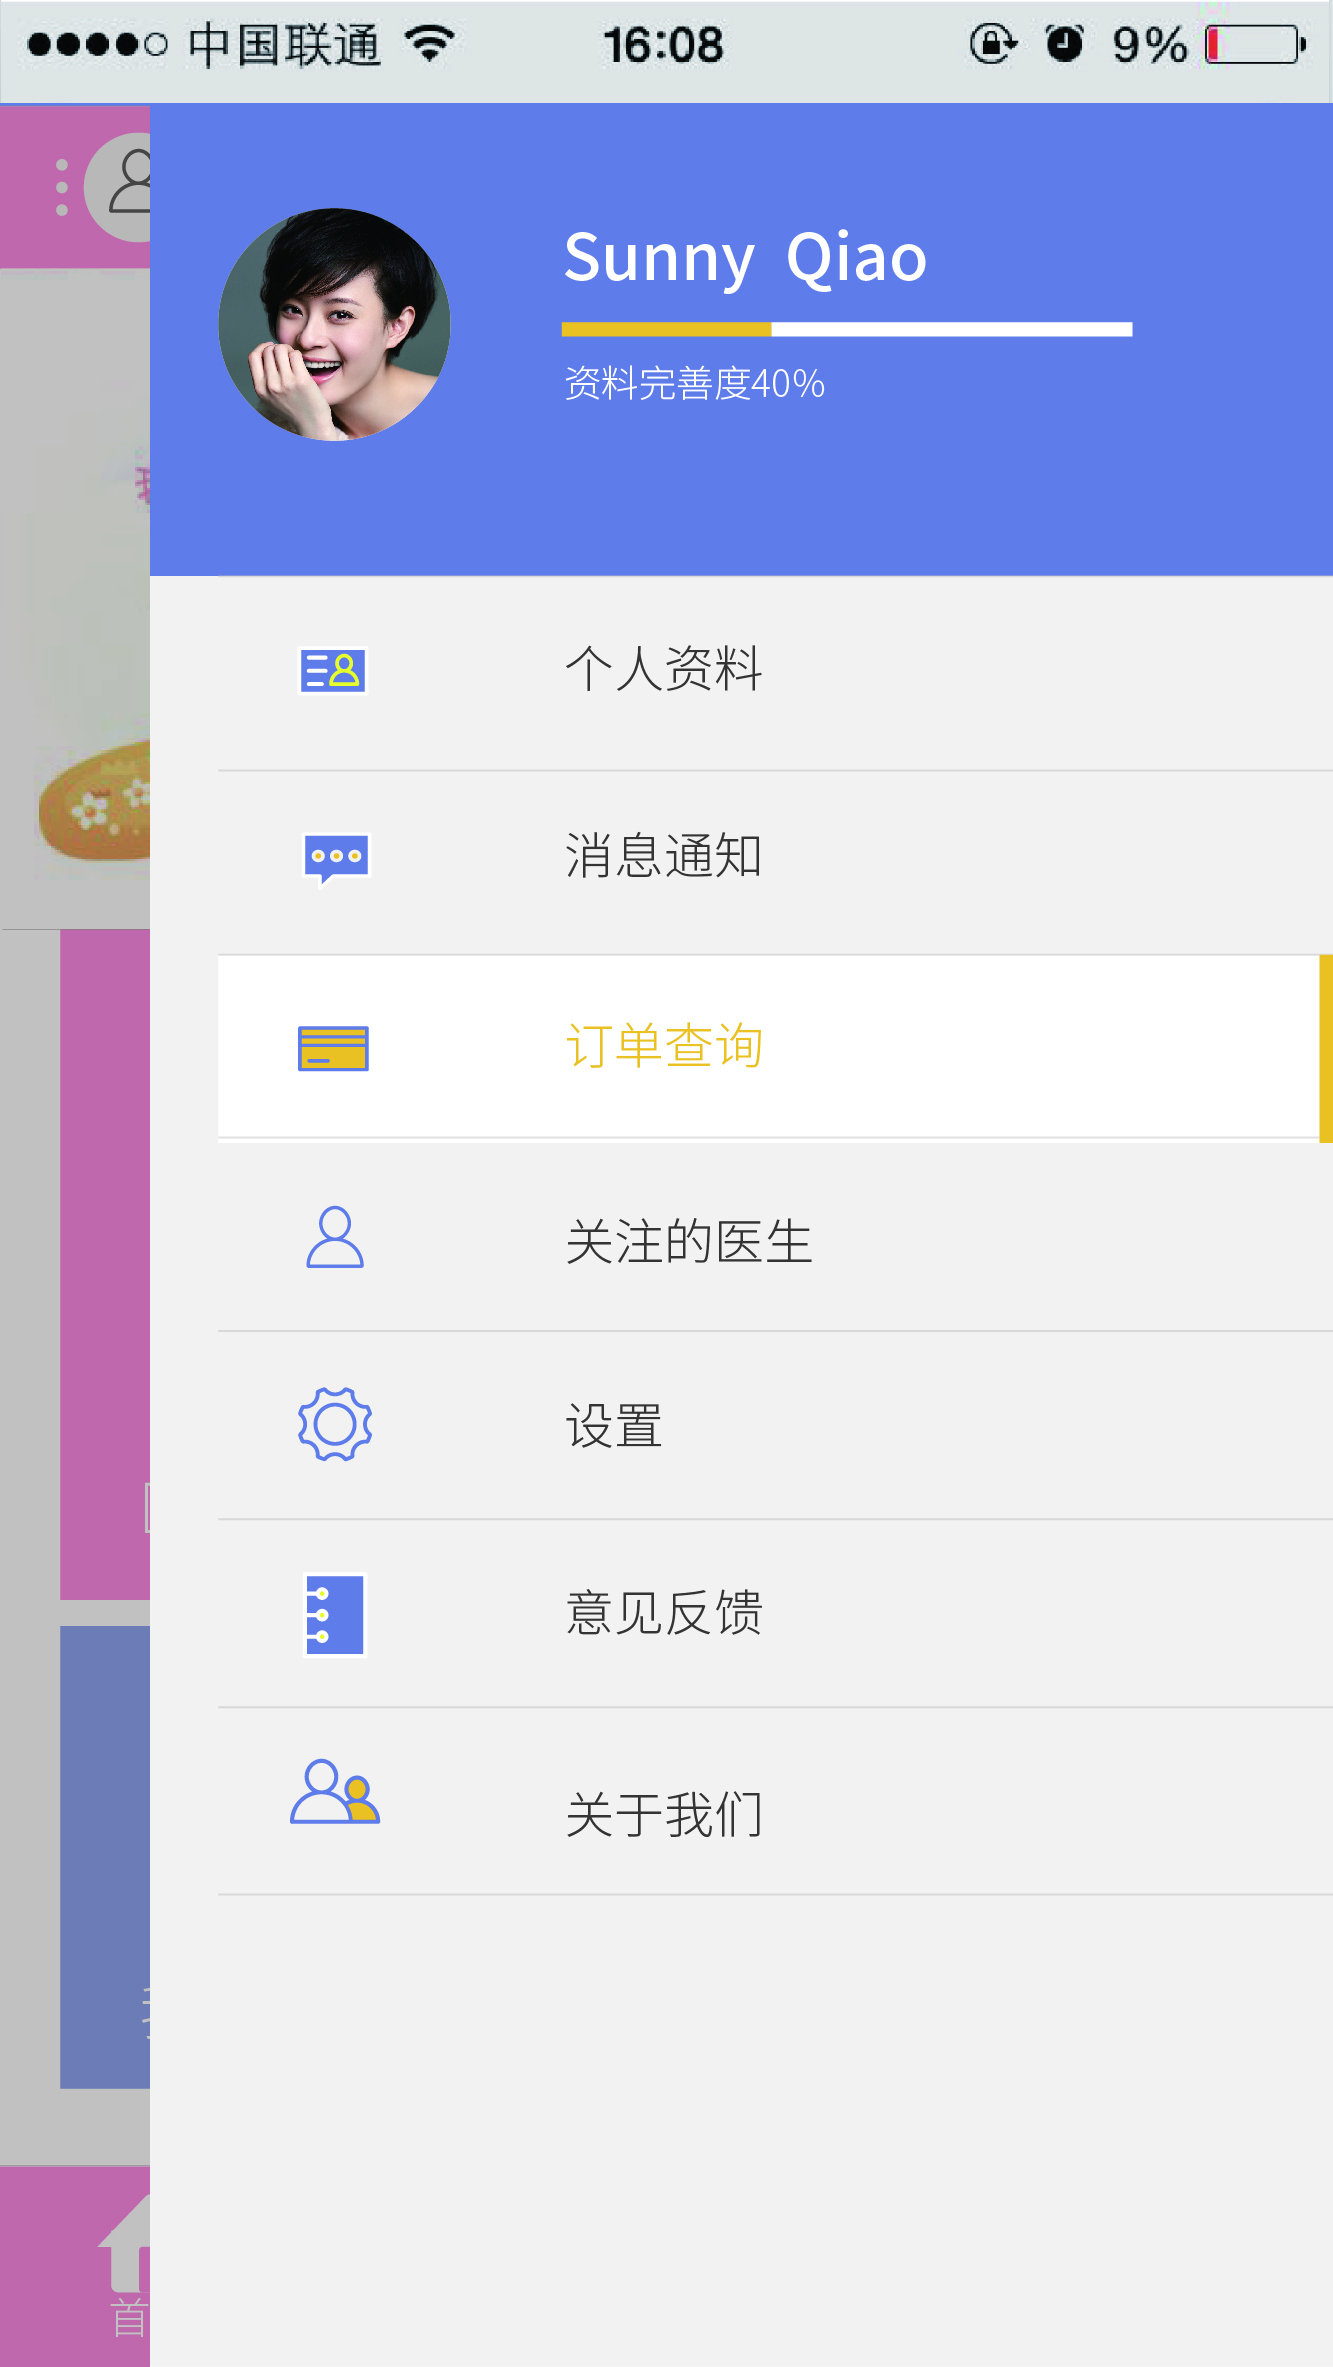 中国联通 16:08 9%
Sunny Qiao
资料完善度40%
个人资料
消息通知
订单查询
关注的医生
设置
意见反馈
关于我们
首